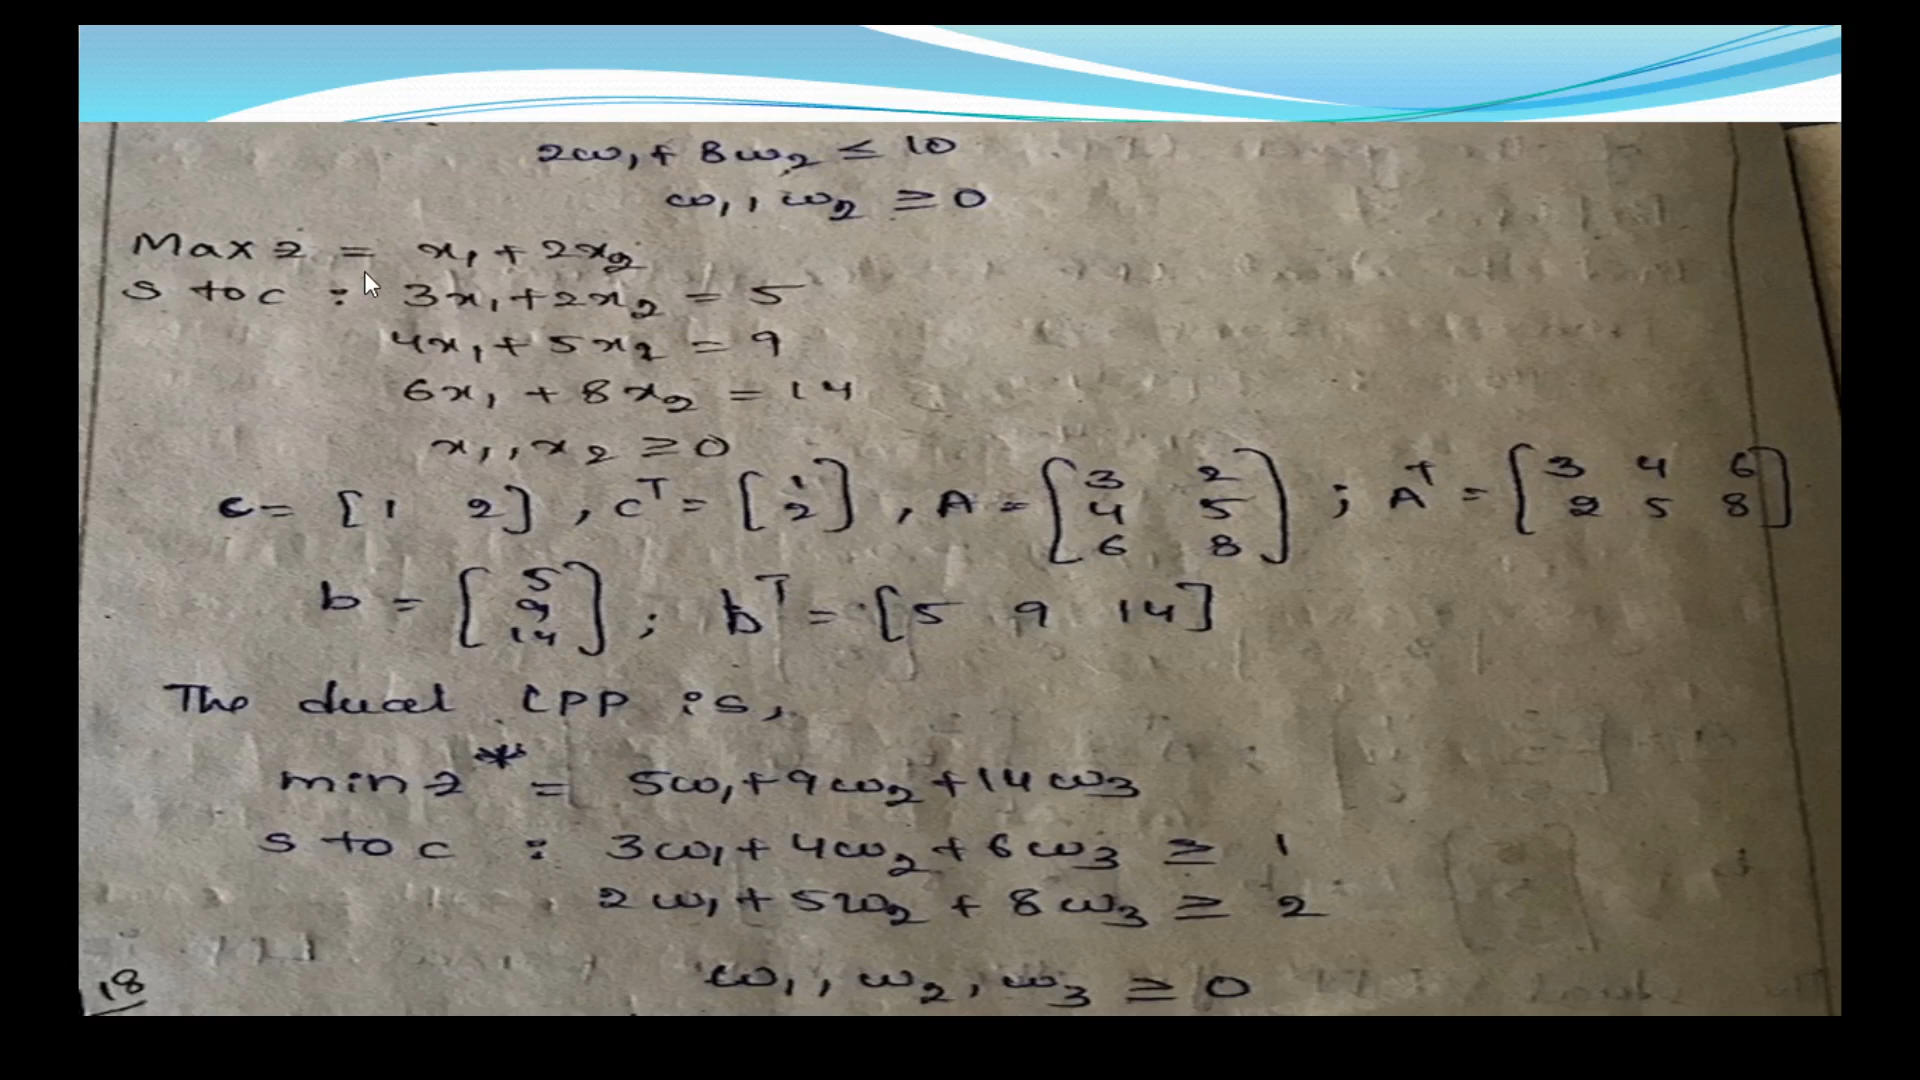 2ω₁ + 8ω₂ ≤ 10
ω₁, ω₂ ≥ 0
Max z = x₁ + 2x₂
s to c : 3x₁ + 2x₂ = 5
4x₁ + 5x₂ = 9
6x₁ + 8x₂ = 14
x₁, x₂ ≥ 0
c = [1 2], cᵀ = [1 2], A = [3 2 4 5 6 8] ; Aᵀ = [3 4 6 2 5 8]
b = [5 9 14] ; bᵀ = [5 9 14]
The dual LPP is,
min z* = 5ω₁ + 9ω₂ + 14ω₃
s to c : 3ω₁ + 4ω₂ + 6ω₃ ≥ 1
2ω₁ + 5ω₂ + 8ω₃ ≥ 2
ω₁, ω₂, ω₃ ≥ 0
18